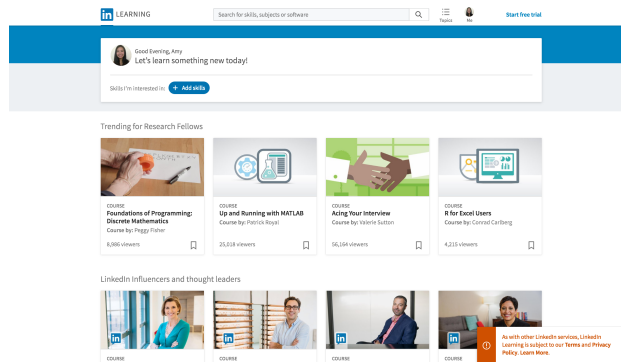 in LEARNING
Search for skills, subjects or software
Topics
Me
Start free trial
Good Evening, Amy
Let's learn something new today!
Skills I'm interested in: + Add skills
Trending for Research Fellows
COURSE
Foundations of Programming:
Discrete Mathematics
Course by: Peggy Fisher
8,986 viewers
COURSE
Up and Running with MATLAB
Course by: Patrick Royal
25,018 viewers
COURSE
Acing Your Interview
Course by: Valerie Sutton
56,164 viewers
COURSE
R for Excel Users
Course by: Conrad Carlberg
4,215 viewers
LinkedIn Influencers and thought leaders
in
COURSE
in
COURSE
in
COURSE
in
COURSE
As with other LinkedIn services, LinkedIn
Learning is subject to our Terms and Privacy
Policy. Learn More.